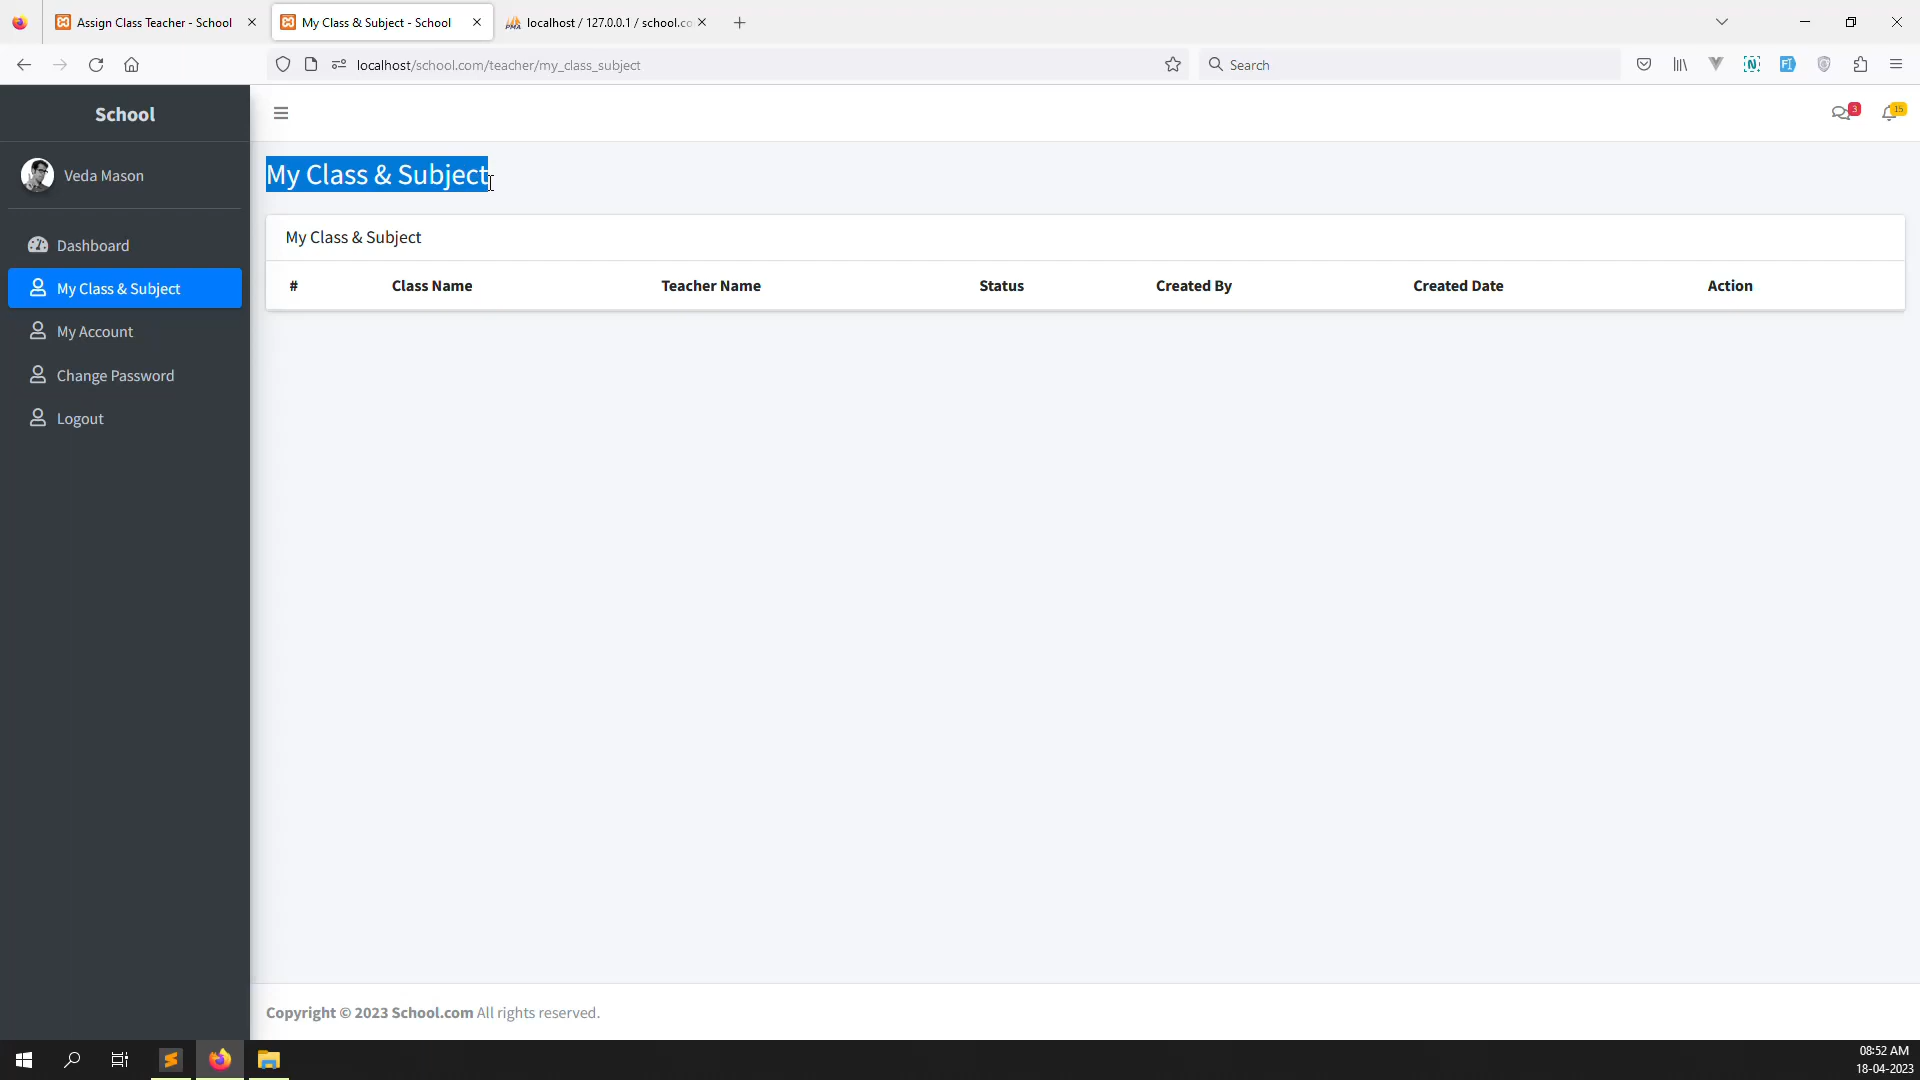 Assign Class Teacher - School
My Class & Subject - School
localhost / 127.0.0.1 / school.co
localhost/school.com/teacher/my_class_subject
Search
School
3
15
Veda Mason
My Class & Subject
Dashboard
My Class & Subject
My Account
Change Password
Logout
My Class & Subject
# Class Name Teacher Name Status Created By Created Date Action
Copyright © 2023 School.com All rights reserved.
08:52 AM
18-04-2023